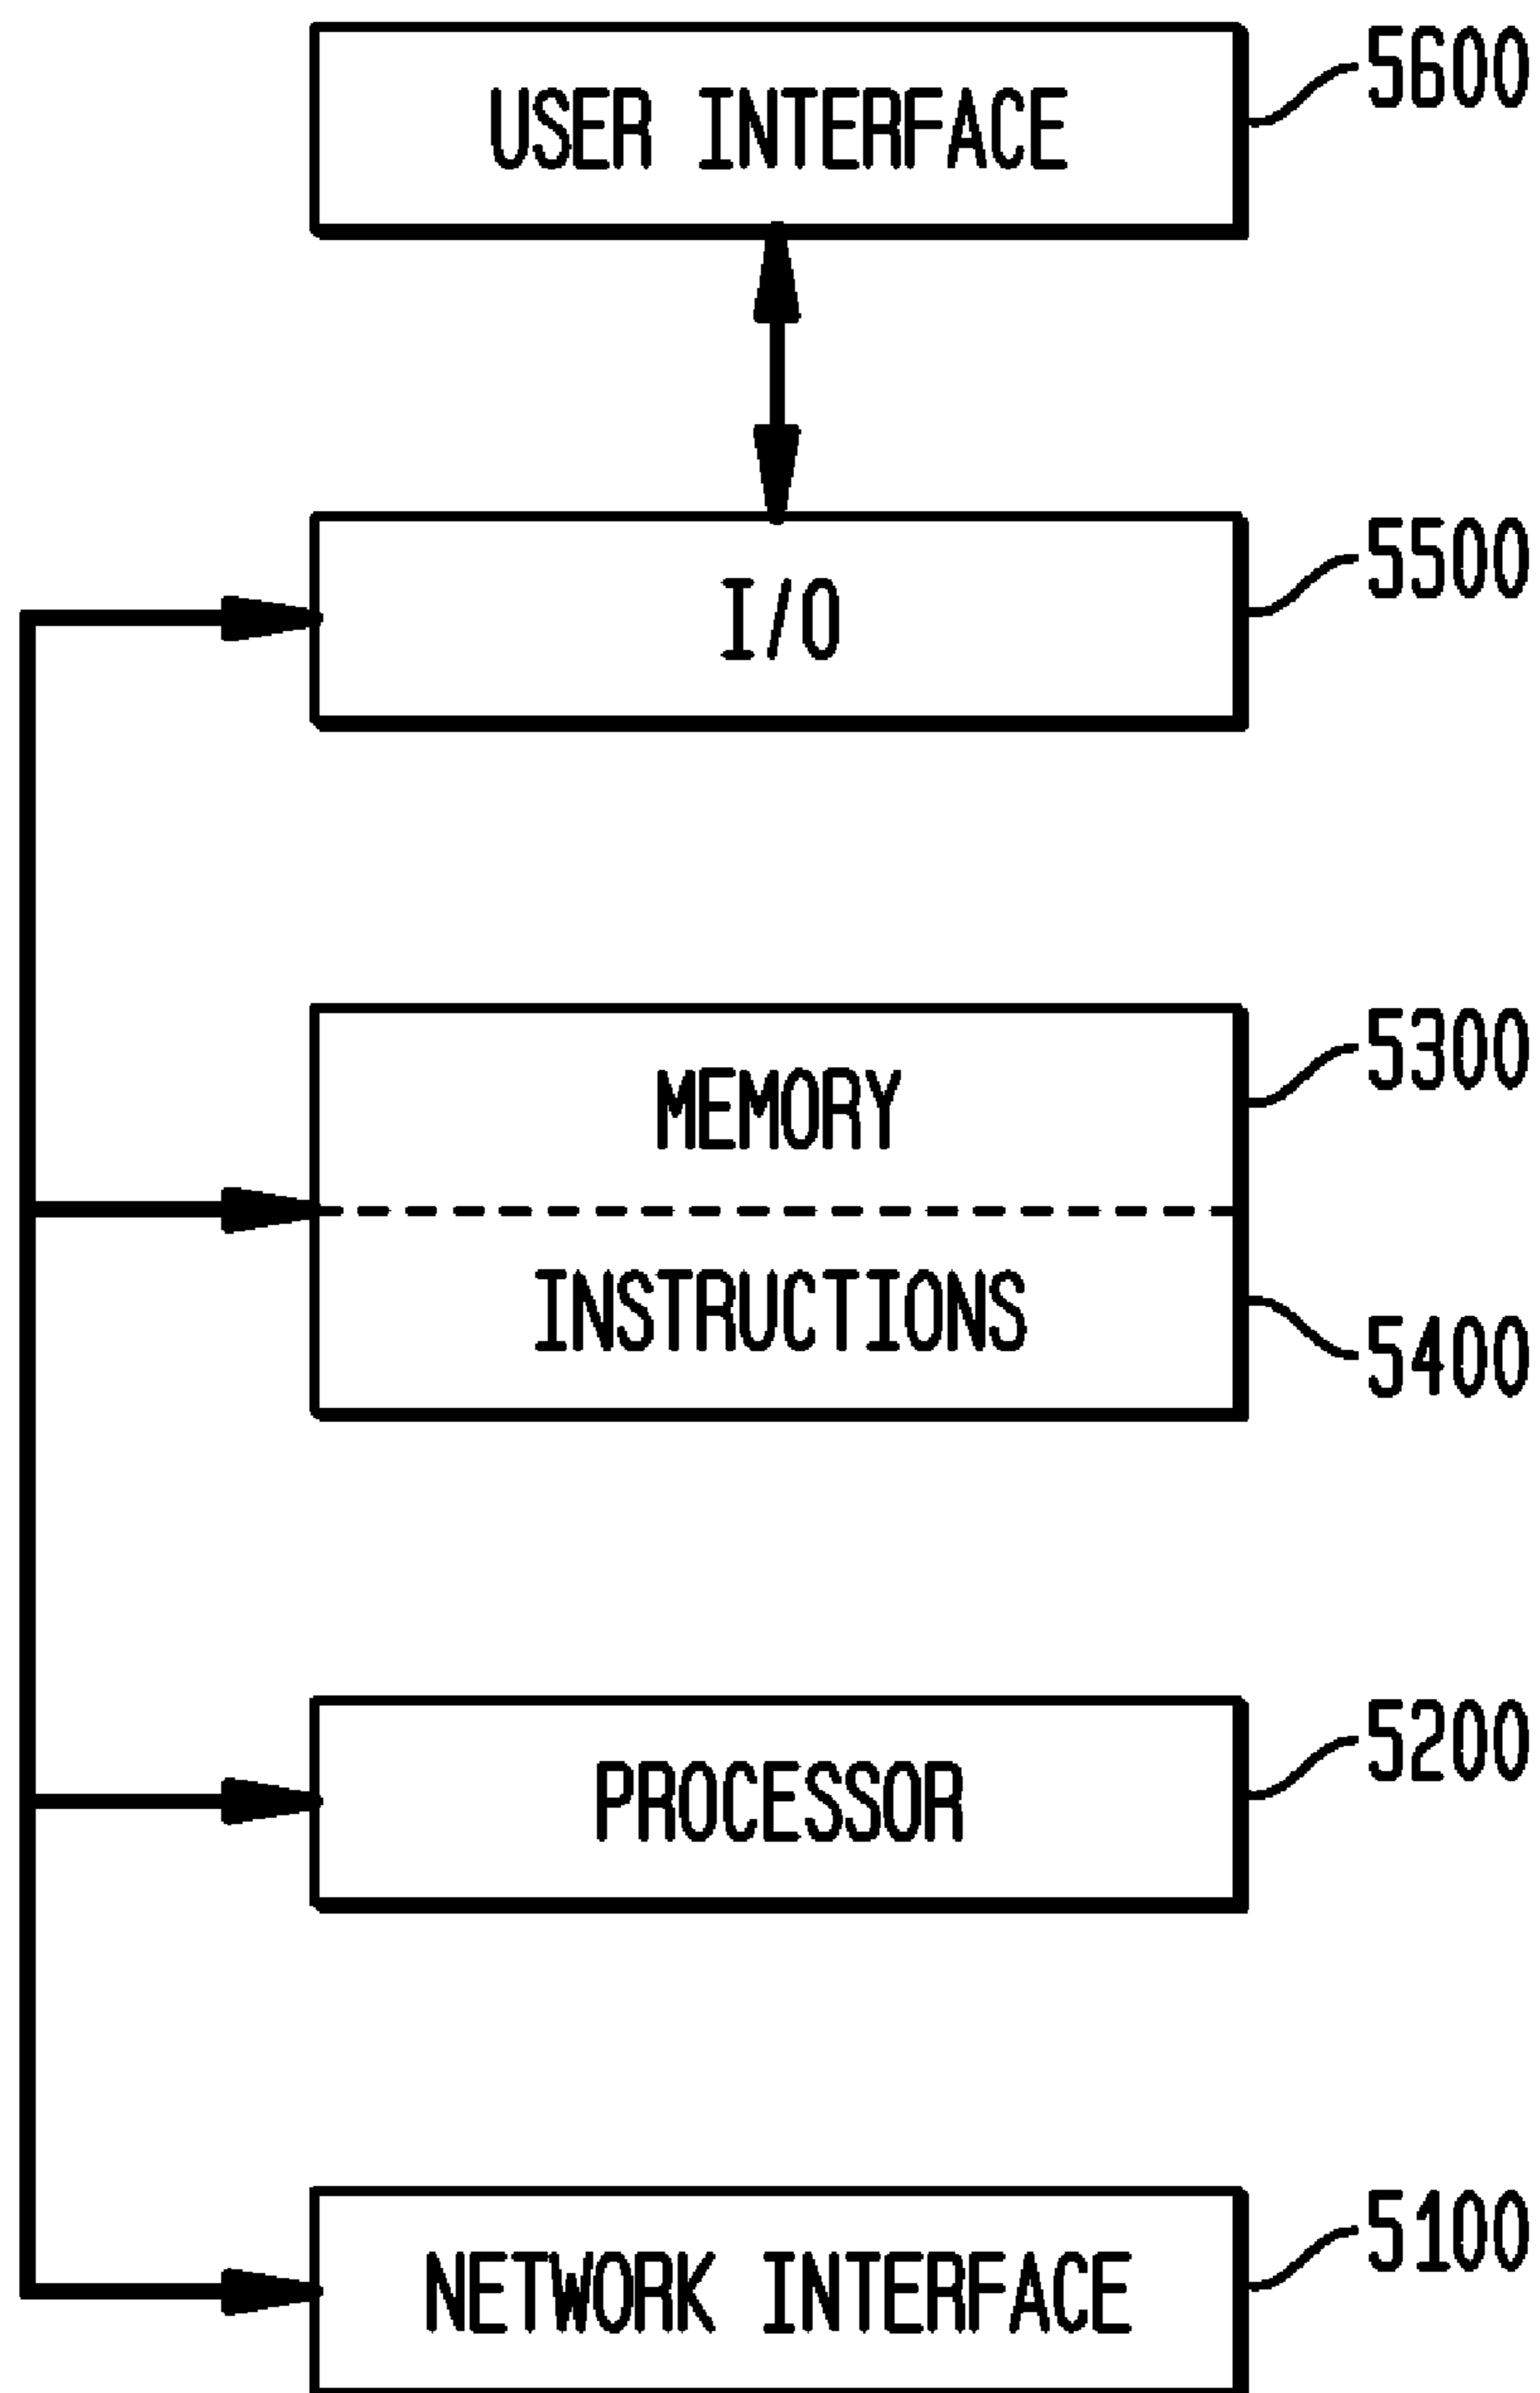 USER INTERFACE
5600
I/O
5500
MEMORY
5300
INSTRUCTIONS
5400
PROCESSOR
5200
NETWORK INTERFACE
5100